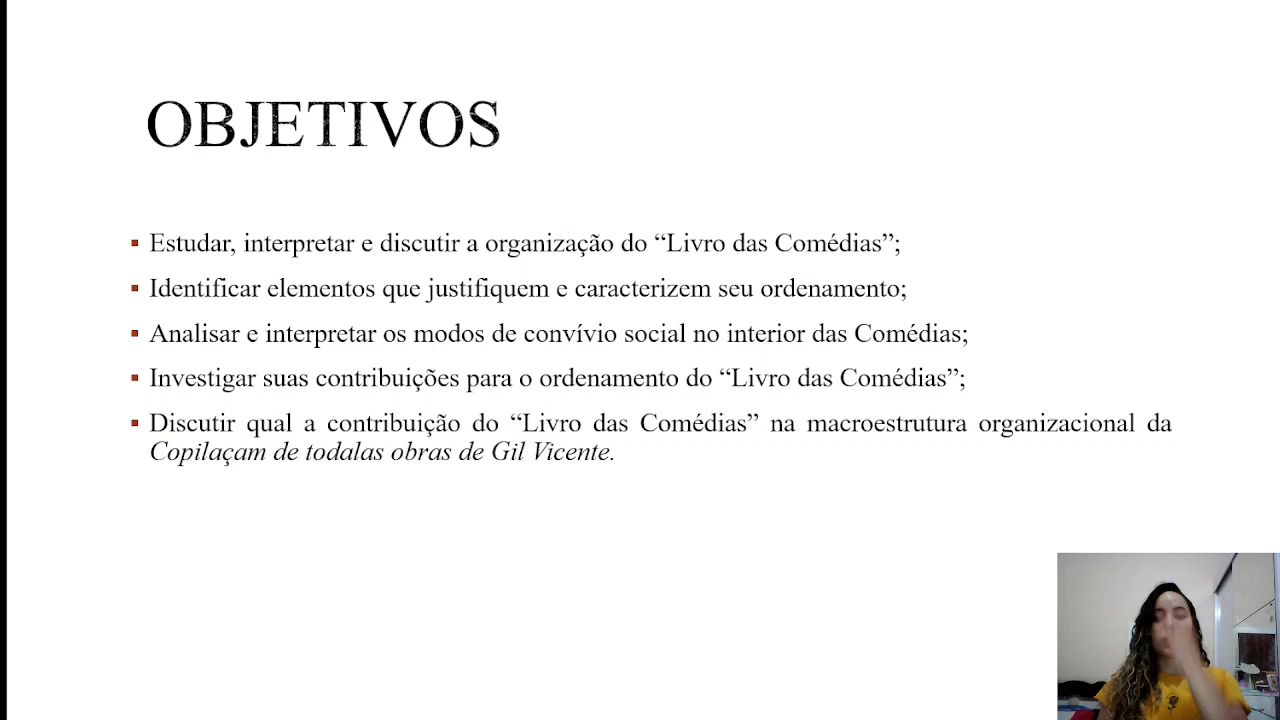 OBJETIVOS
▪ Estudar, interpretar e discutir a organização do “Livro das Comédias”;
▪ Identificar elementos que justifiquem e caracterizem seu ordenamento;
▪ Analisar e interpretar os modos de convívio social no interior das Comédias;
▪ Investigar suas contribuições para o ordenamento do “Livro das Comédias”;
▪ Discutir qual a contribuição do “Livro das Comédias” na macroestrutura organizacional da
Copilaçam de todalas obras de Gil Vicente.